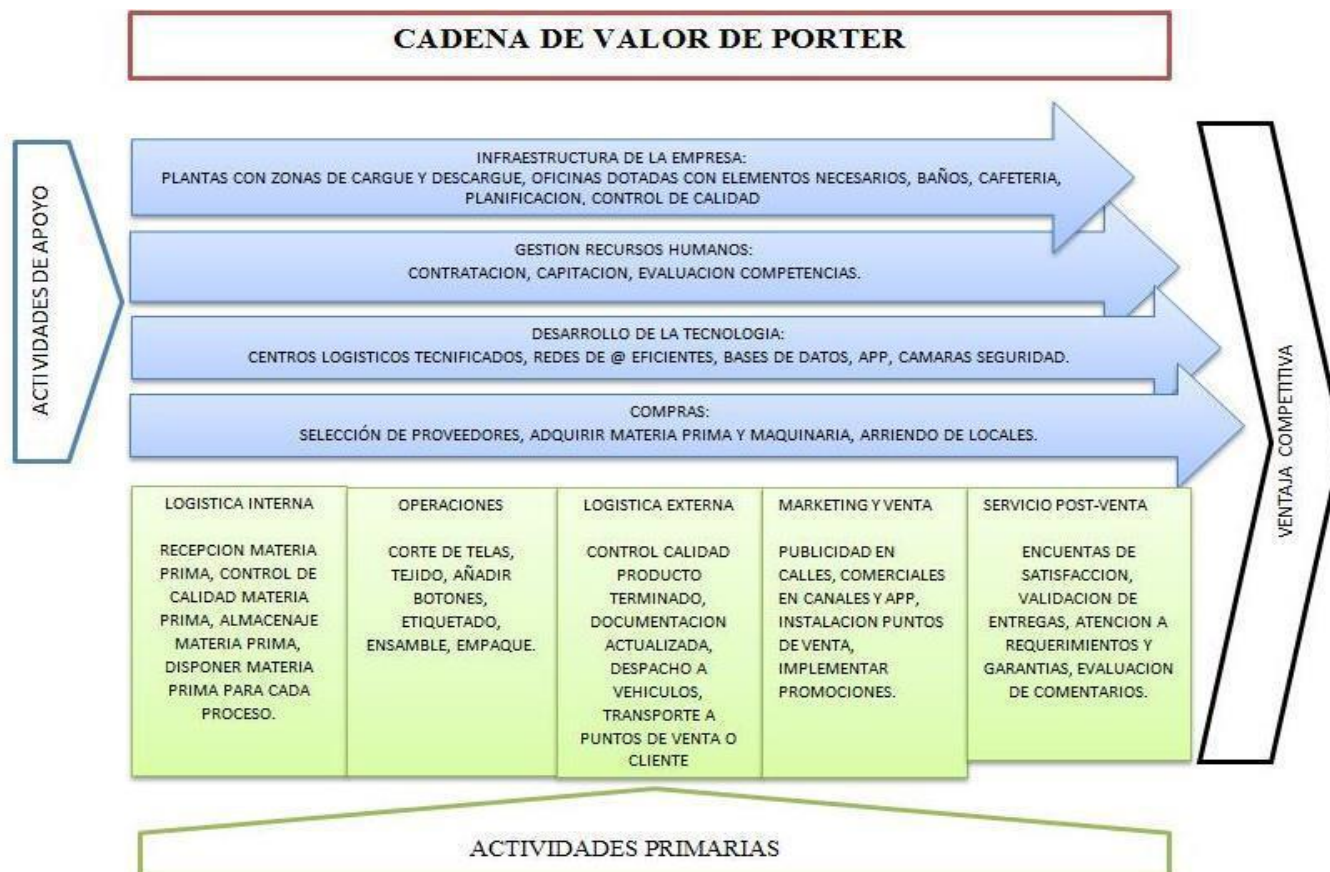 CADENA DE VALOR DE PORTER
ACTIVIDADES DE APOYO
INFRAESTRUCTURA DE LA EMPRESA:
PLANTAS CON ZONAS DE CARGUE Y DESCARGUE, OFICINAS DOTADAS CON ELEMENTOS NECESARIOS, BAÑOS, CAFETERIA,
PLANIFICACION, CONTROL DE CALIDAD
GESTION RECURSOS HUMANOS:
CONTRATACION, CAPITACION, EVALUACION COMPETENCIAS.
DESARROLLO DE LA TECNOLOGIA:
CENTROS LOGISTICOS TECNIFICADOS, REDES DE @ EFICIENTES, BASES DE DATOS, APP, CAMARAS SEGURIDAD.
COMPRAS:
SELECCIÓN DE PROVEEDORES, ADQUIRIR MATERIA PRIMA Y MAQUINARIA, ARRIENDO DE LOCALES.
LOGISTICA INTERNA
RECEPCION MATERIA
PRIMA, CONTROL DE
CALIDAD MATERIA
PRIMA, ALMACENAJE
MATERIA PRIMA,
DISPONER MATERIA
PRIMA PARA CADA
PROCESO.
OPERACIONES
CORTE DE TELAS,
TEJIDO, AÑADIR
BOTONES,
ETIQUETADO,
ENSAMBLE, EMPAQUE.
LOGISTICA EXTERNA
CONTROL CALIDAD
PRODUCTO
TERMINADO,
DOCUMENTACION
ACTUALIZADA,
DESPACHO A
VEHICULOS,
TRANSPORTE A
PUNTOS DE VENTA O
CLIENTE
MARKETING Y VENTA
PUBLICIDAD EN
CALLES, COMERCIALES
EN CANALES Y APP,
INSTALACION PUNTOS
DE VENTA,
IMPLEMENTAR
PROMOCIONES.
SERVICIO POST-VENTA
ENCUENTAS DE
SATISFACCION,
VALIDACION DE
ENTREGAS, ATENCION A
REQUERIMIENTOS Y
GARANTIAS, EVALUACION
DE COMENTARIOS.
VENTAJA COMPETITIVA
ACTIVIDADES PRIMARIAS